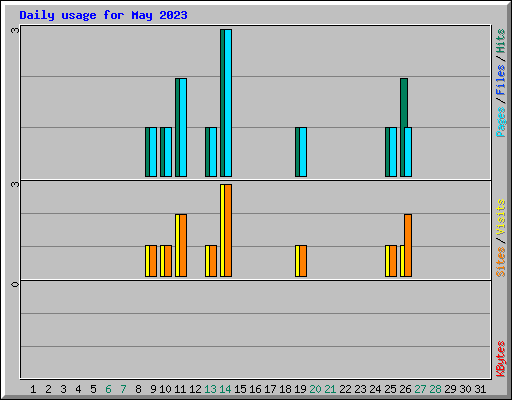 Daily usage for May 2023
3
3
0
Pages / Files / Hits
Sites / Visits
KBytes
1 2 3 4 5 6 7 8 9 10 11 12 13 14 15 16 17 18 19 20 21 22 23 24 25 26 27 28 29 30 31